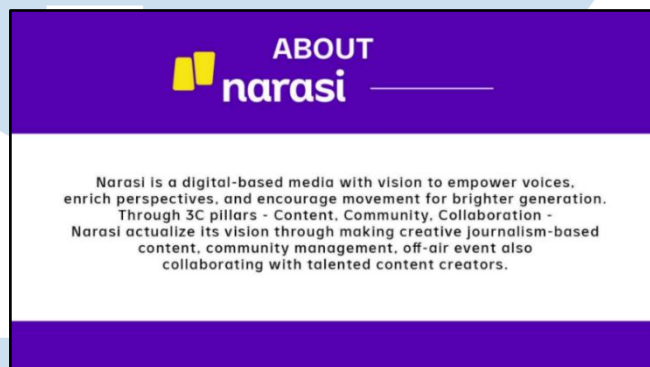 ABOUT
narasi
Narasi is a digital-based media with vision to empower voices,
enrich perspectives, and encourage movement for brighter generation.
Through 3C pillars - Content, Community, Collaboration -
Narasi actualize its vision through making creative journalism-based
content, community management, off-air event also
collaborating with talented content creators.